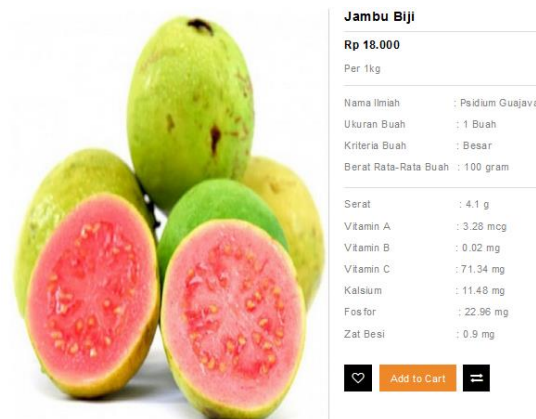 Jambu Biji
Rp 18.000
Per 1kg
Nama Ilmiah : Psidium Guajava
Ukuran Buah : 1 Buah
Kriteria Buah : Besar
Berat Rata-Rata Buah : 100 gram
Serat : 4.1 g
Vitamin A : 3.28 mcg
Vitamin B : 0.02 mg
Vitamin C : 71.34 mg
Kalsium : 11.48 mg
Fosfor : 22.96 mg
Zat Besi : 0.9 mg
Add to Cart